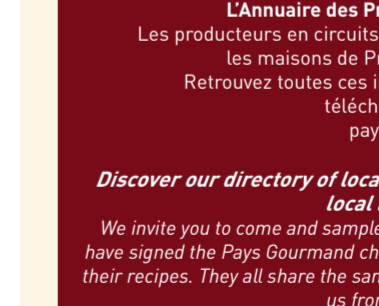 L'Annuaire des P
Les producteurs en circuits
les maisons de P
Retrouvez toutes ces i
téléch
pay
Discover our directory of loca
local
We invite you to come and sample
have signed the Pays Gourmand ch
their recipes. They all share the sa
us fro